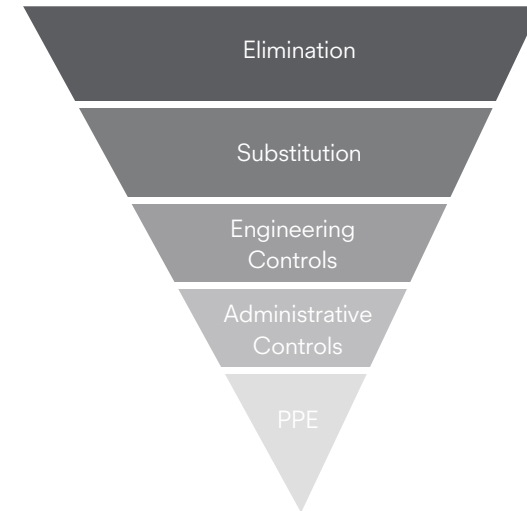 Elimination
Substitution
Engineering
Controls
Administrative
Controls
PPE